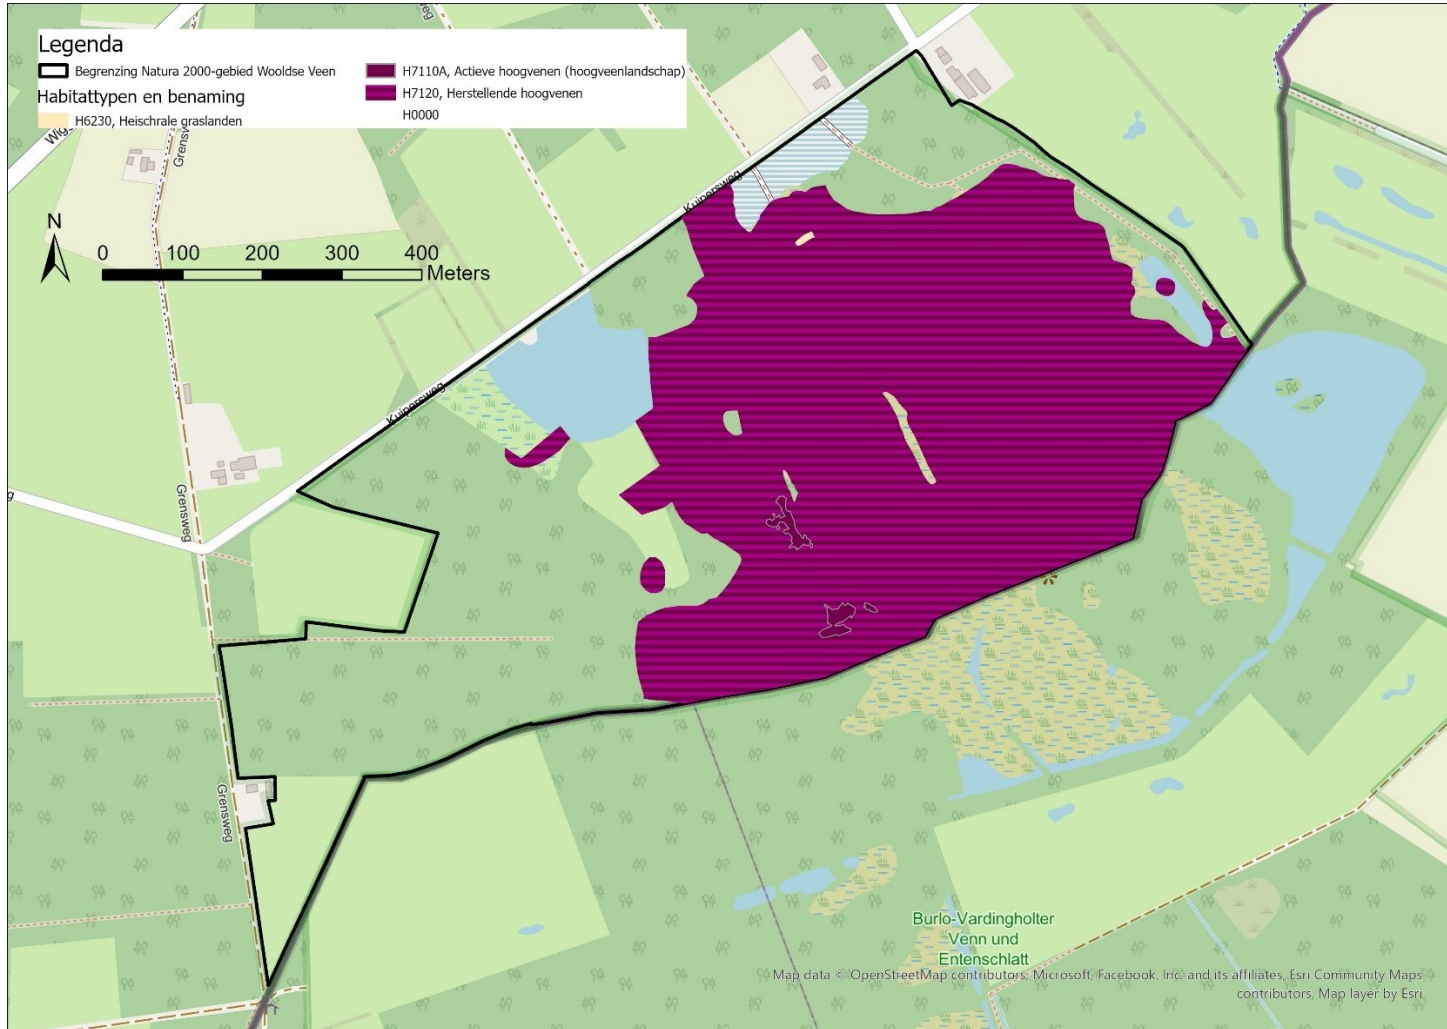 Legenda
Begrenzing Natura 2000-gebied Wooldse Veen
Habitattypen en benaming
H6230, Heischrale graslanden
H7110A, Actieve hoogvenen (hoogveenlandschap)
H7120, Herstellende hoogvenen
H0000
Grensw
weg
N
0 100 200 300 400
Meters
Kuipersweg
Kuipersweg
g
Grensweg
Grensweg
Burlo-Vardingholter
Venn und
Entenschlatt
Map data © OpenStreetMap contributors, Microsoft, Facebook, Inc. and its affiliates, Esri Community Maps
contributors, Map layer by Esri